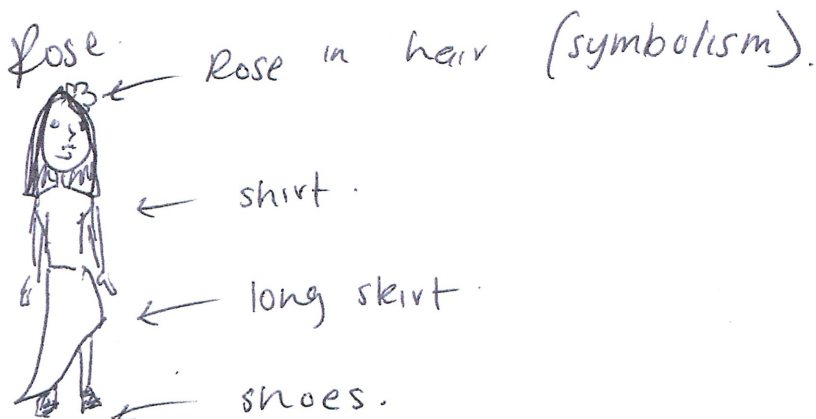 Rose.
Rose in hair (symbolism).
shirt.
long skirt.
shoes.